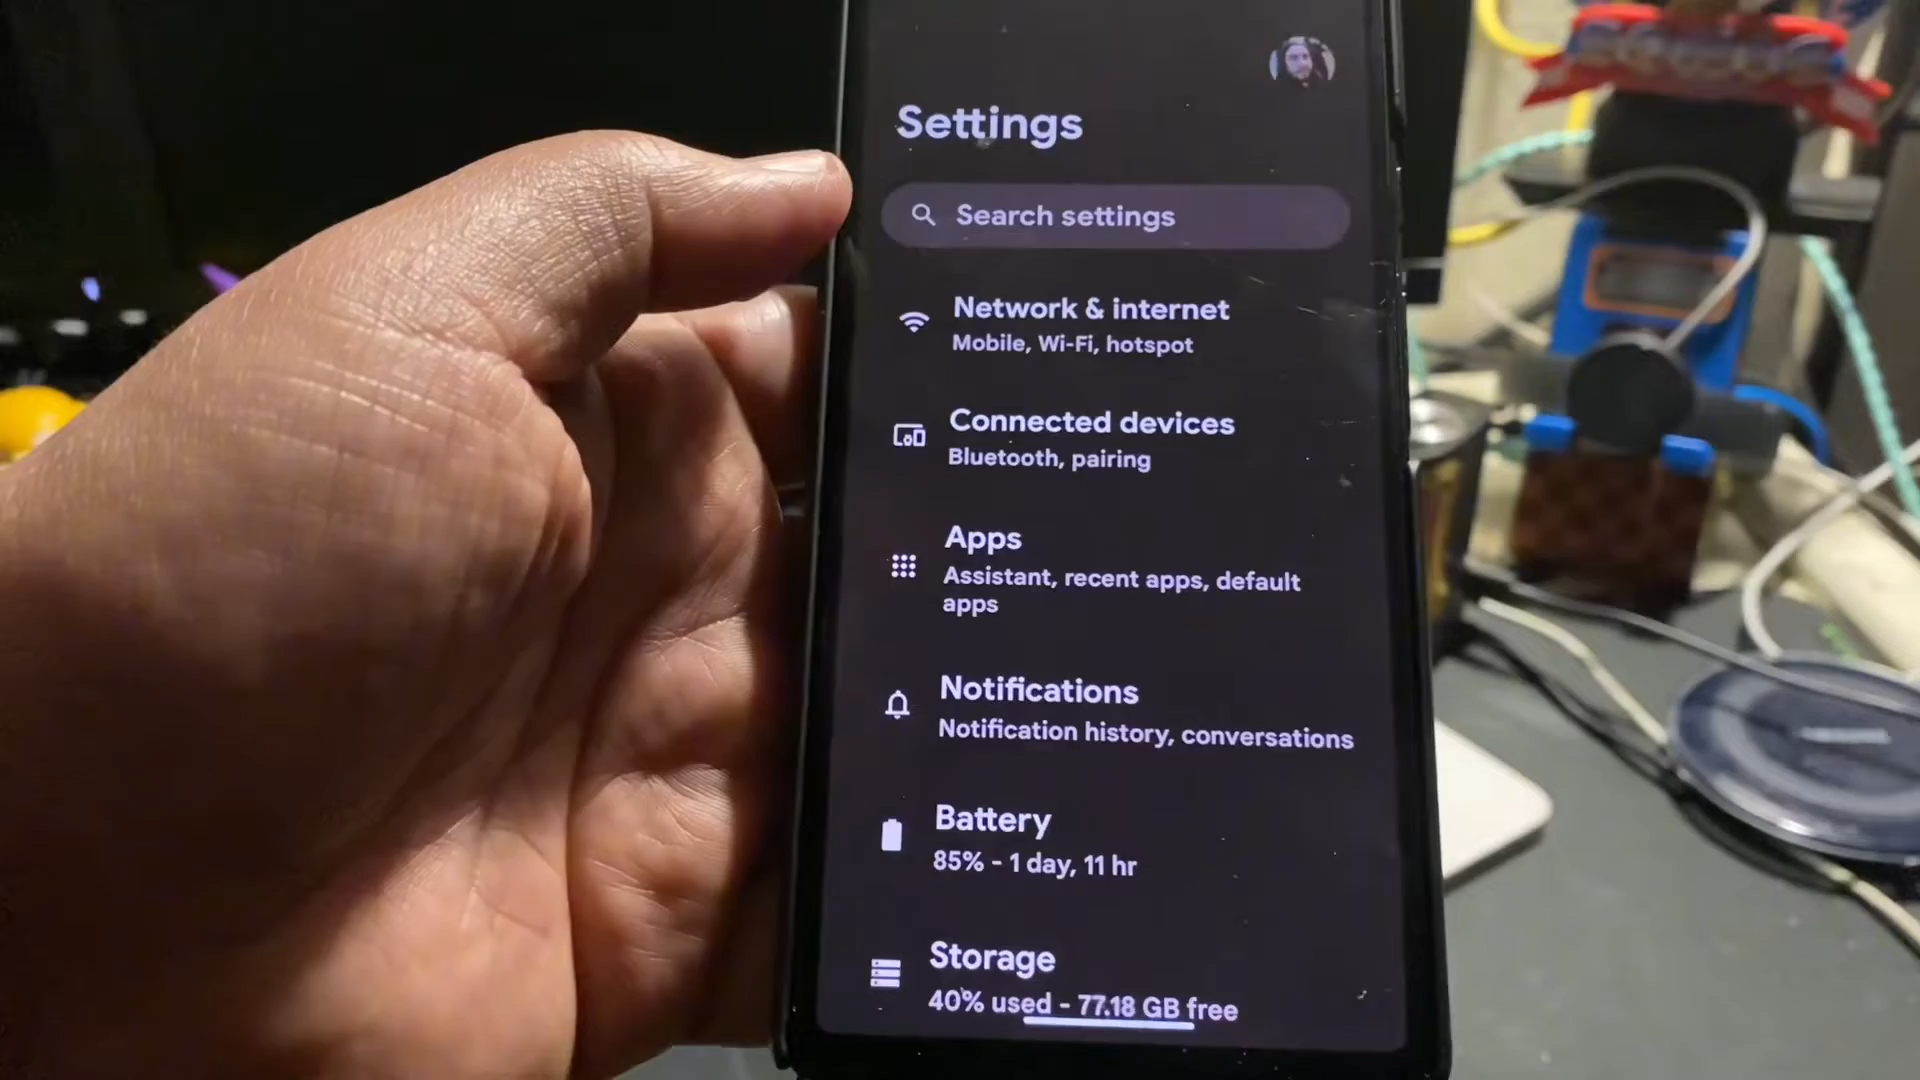 Settings
Search settings
Network & internet
Mobile, Wi-Fi, hotspot
Connected devices
Bluetooth, pairing
Apps
Assistant, recent apps, default
apps
Notifications
Notification history, conversations
Battery
85% - 1 day, 11 hr
Storage
40% used - 77.18 GB free